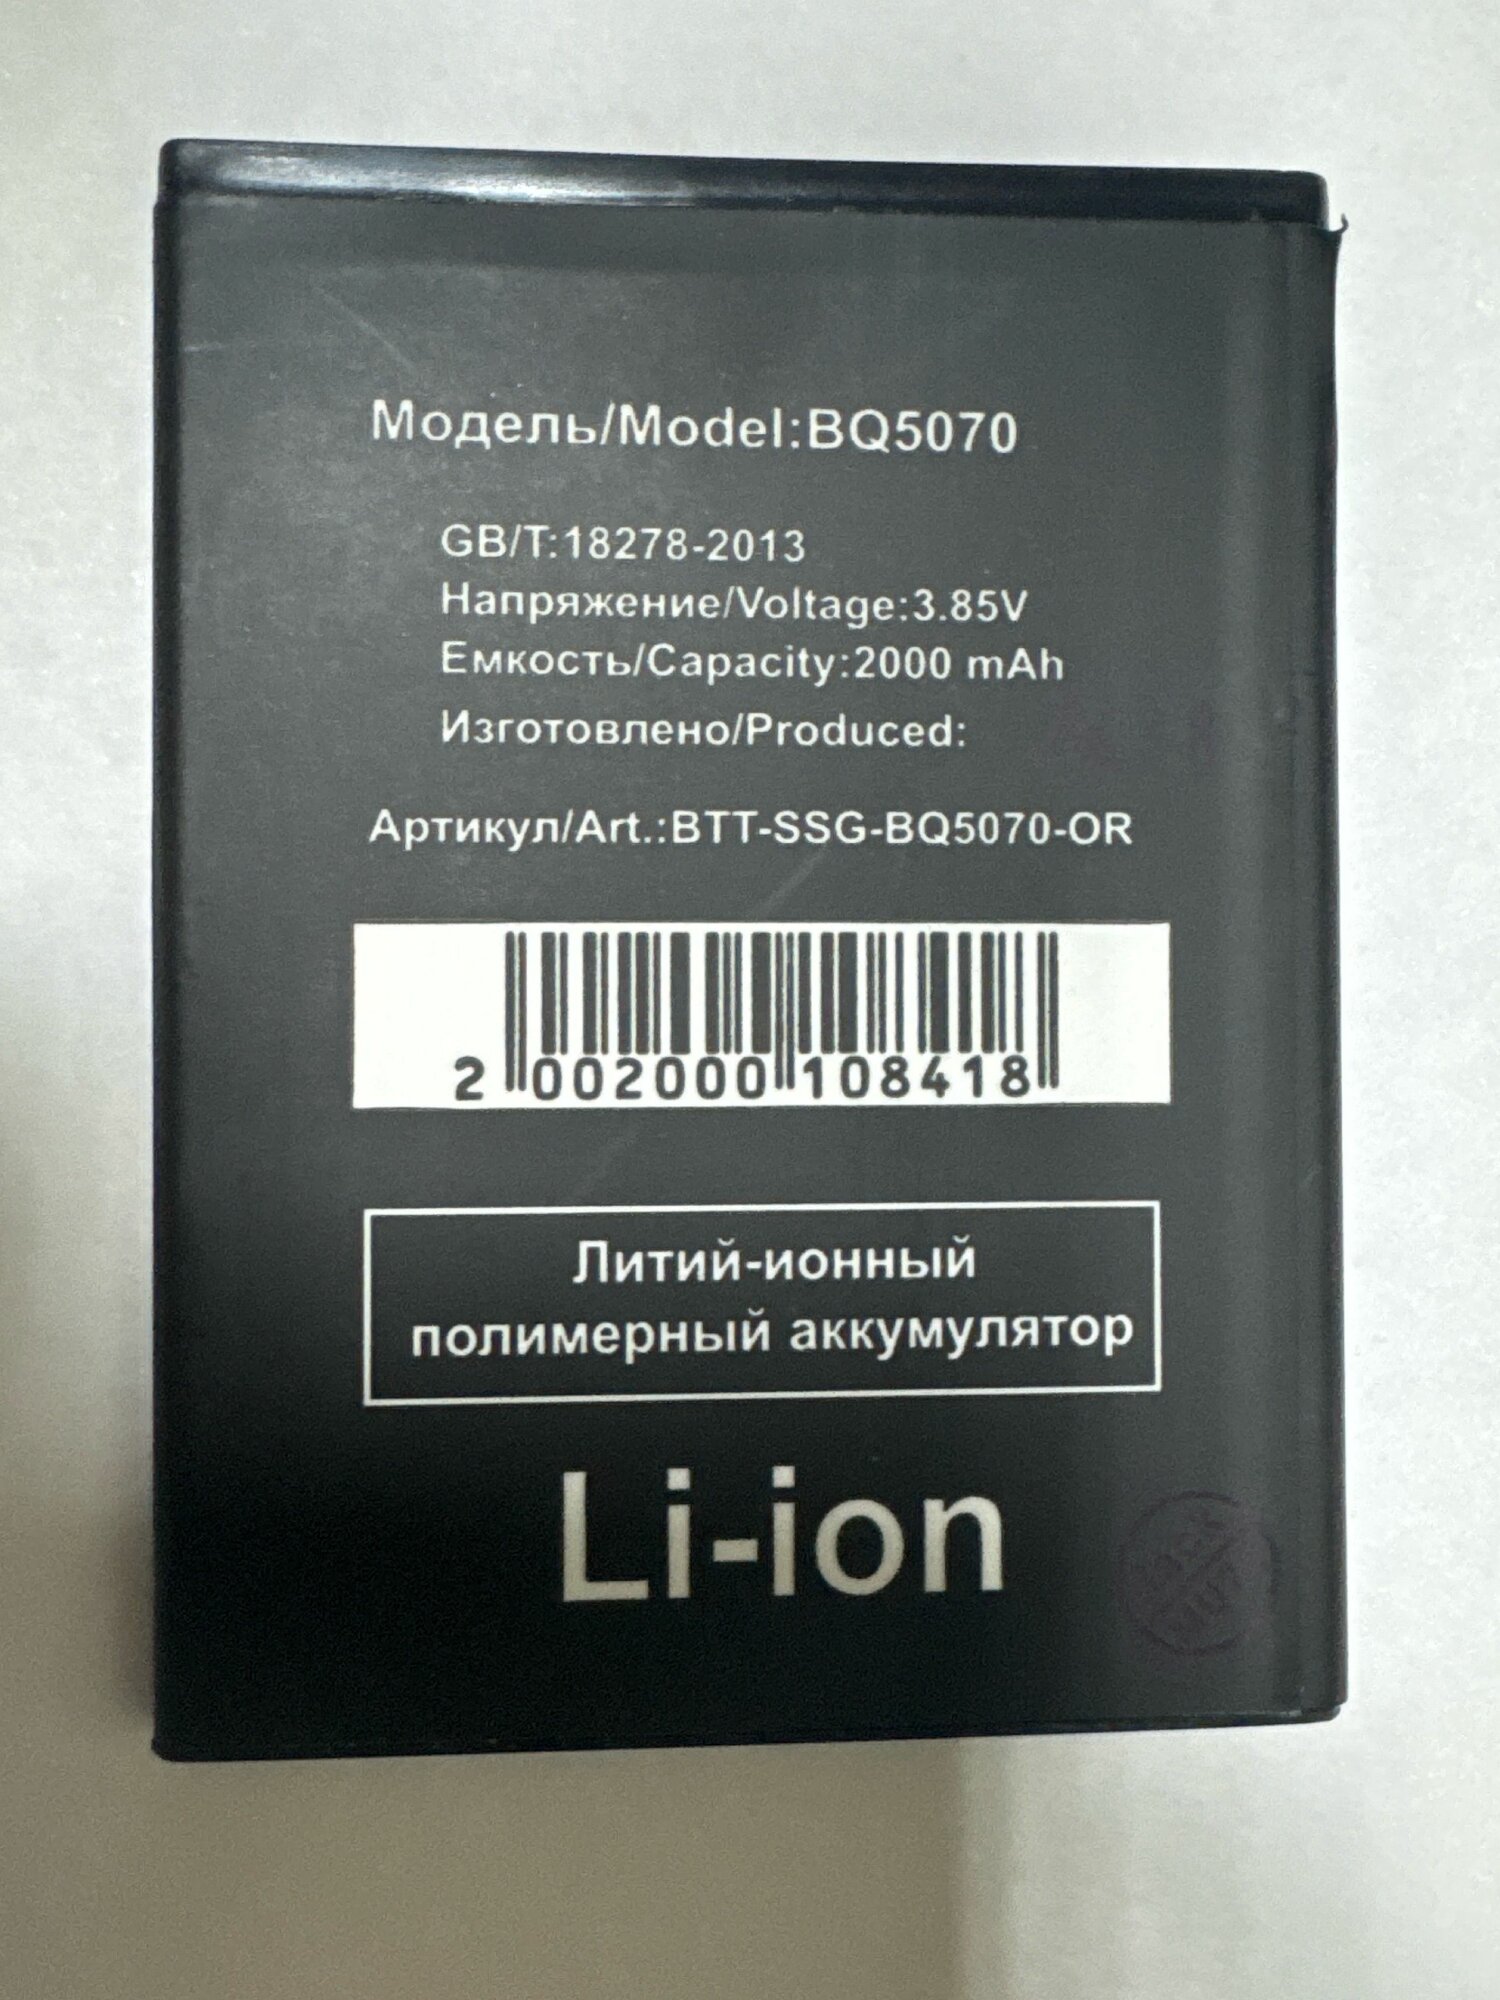 Модель/Model:BQ5070
GB/T:18278-2013
Напряжение/Voltage:3.85V
Емкость/Capacity:2000 mAh
Изготовлено/Produced:
Артикул/Art.:BTT-SSG-BQ5070-OR
2 002000 108418
Литий-ионный
полимерный аккумулятор
Li-ion